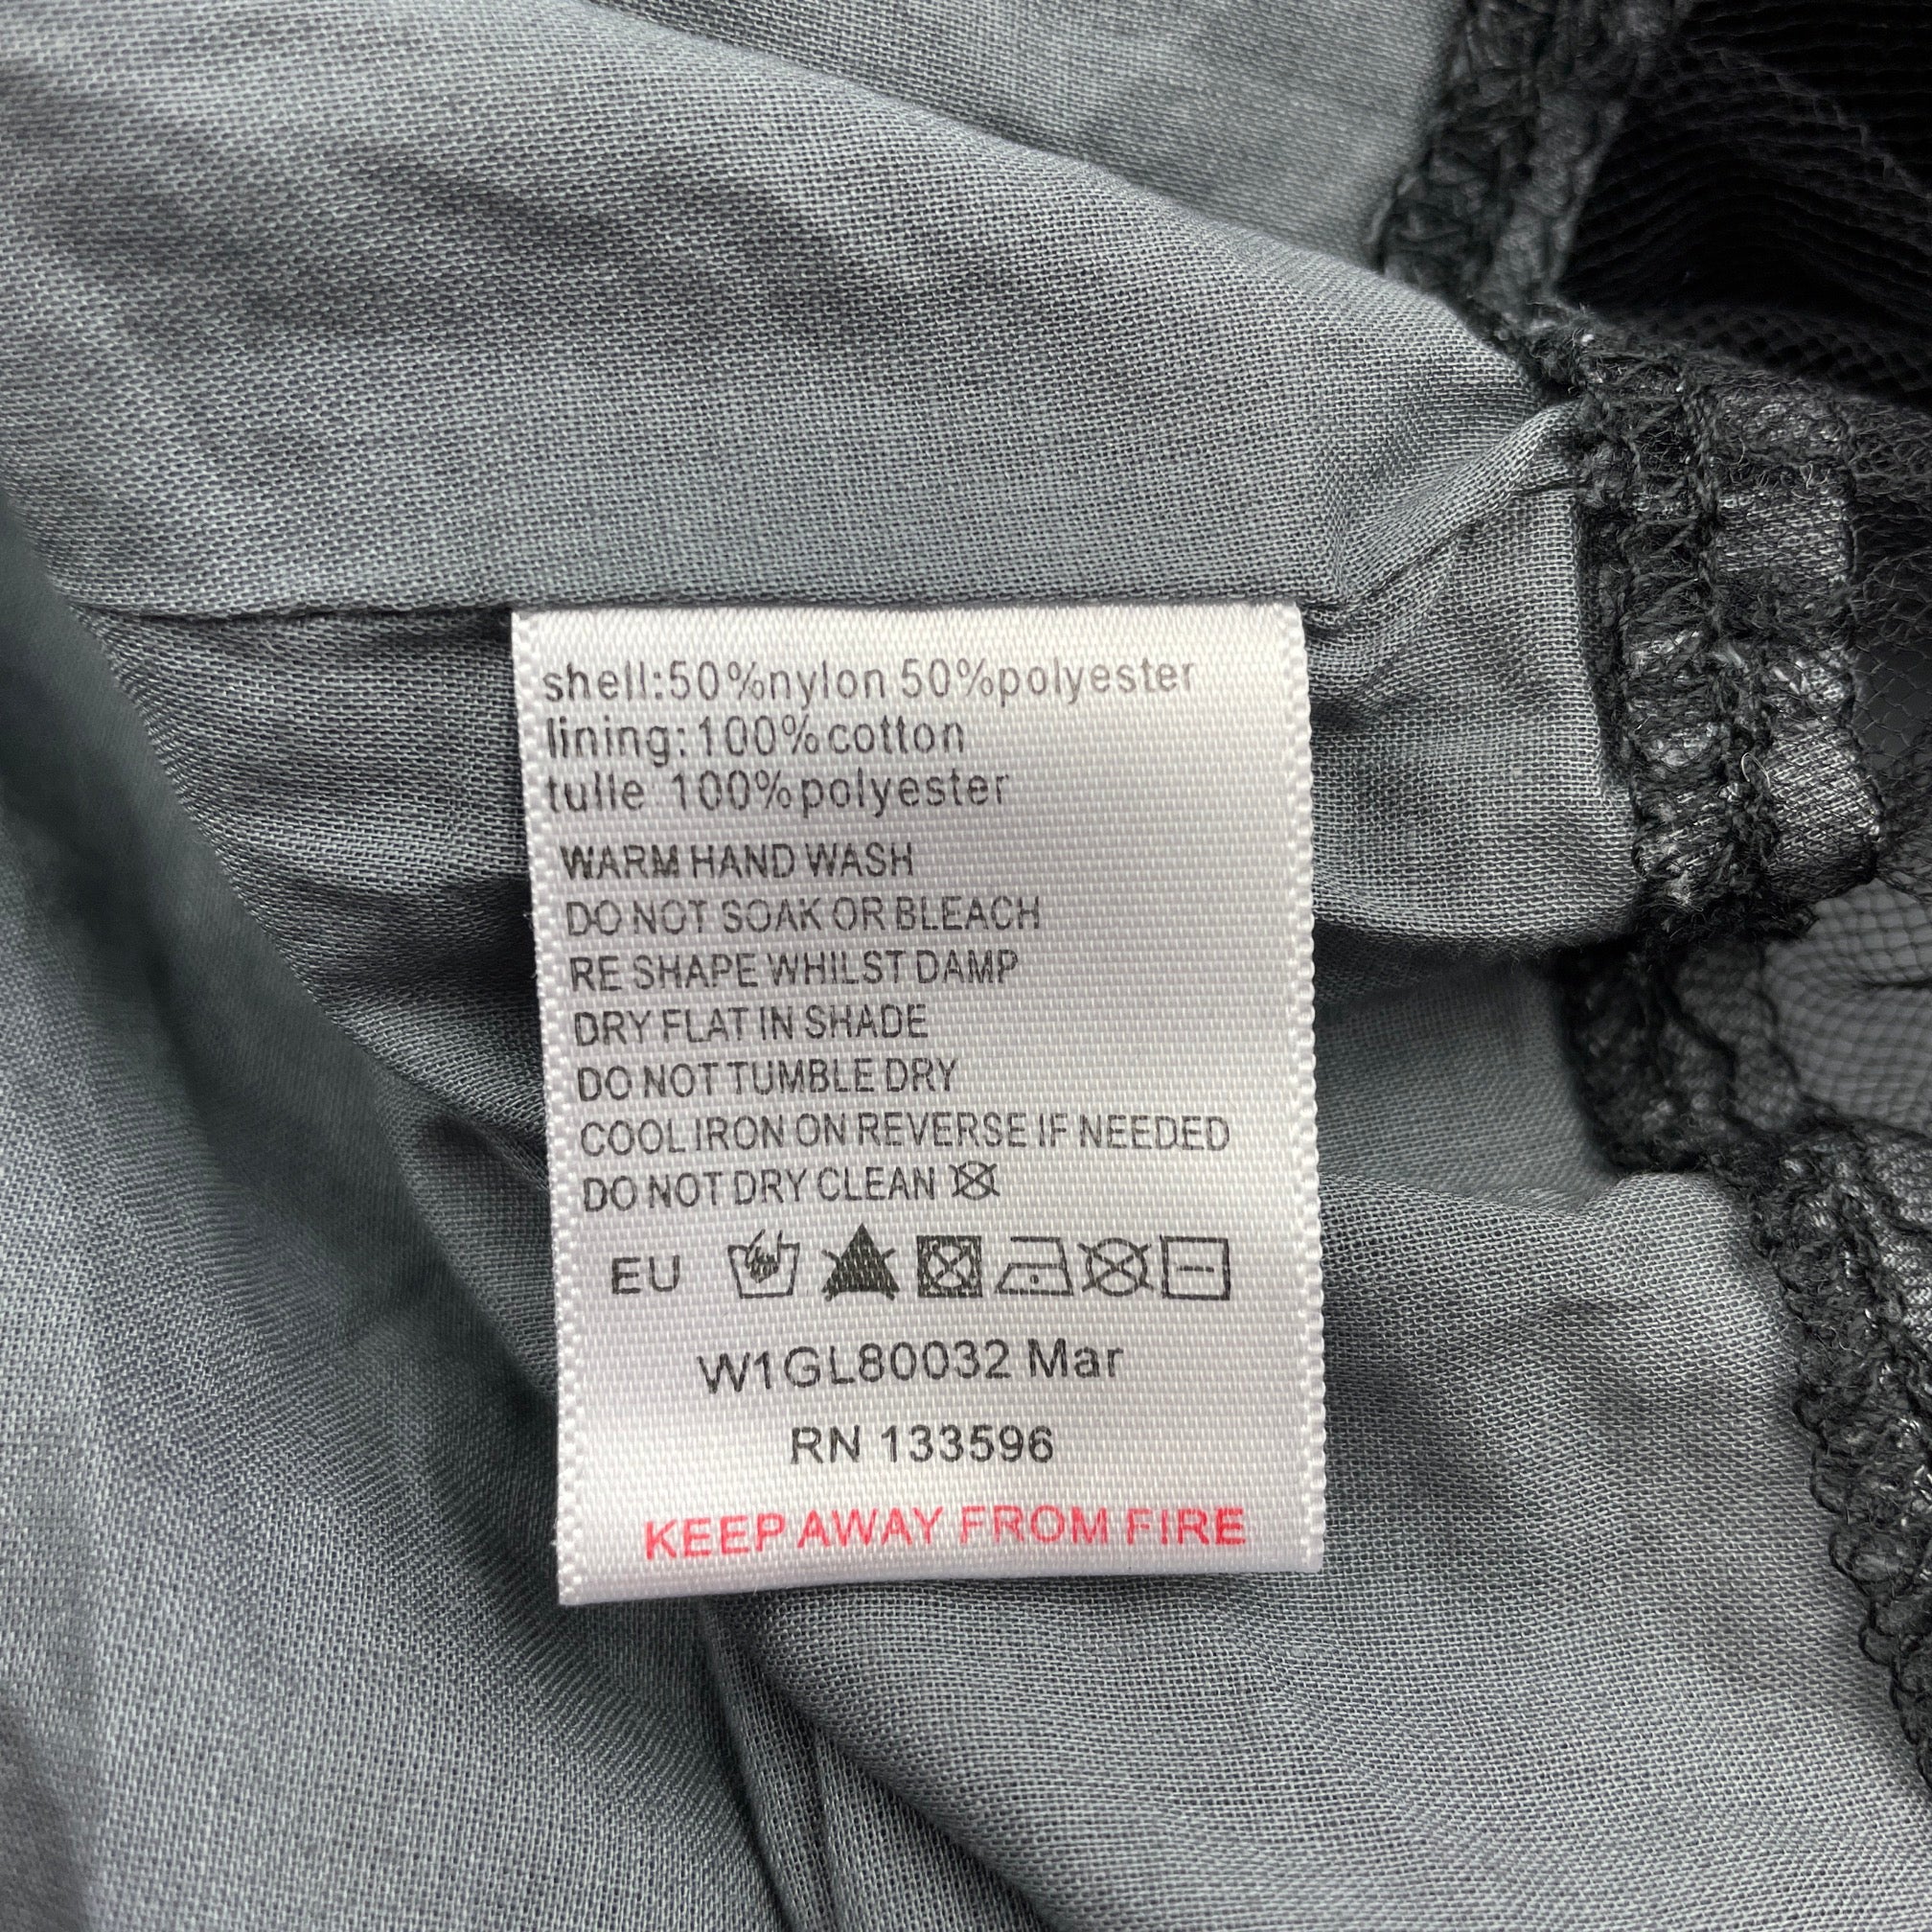 shell:50%nylon 50%polyester
lining:100%cotton
tulle 100%polyester
WARM HAND WASH
DO NOT SOAK OR BLEACH
RE SHAPE WHILST DAMP
DRY FLAT IN SHADE
DO NOT TUMBLE DRY
COOL IRON ON REVERSE IF NEEDED
DO NOT DRY CLEAN
EU
W1GL80032 Mar
RN 133596
KEEP AWAY FROM FIRE